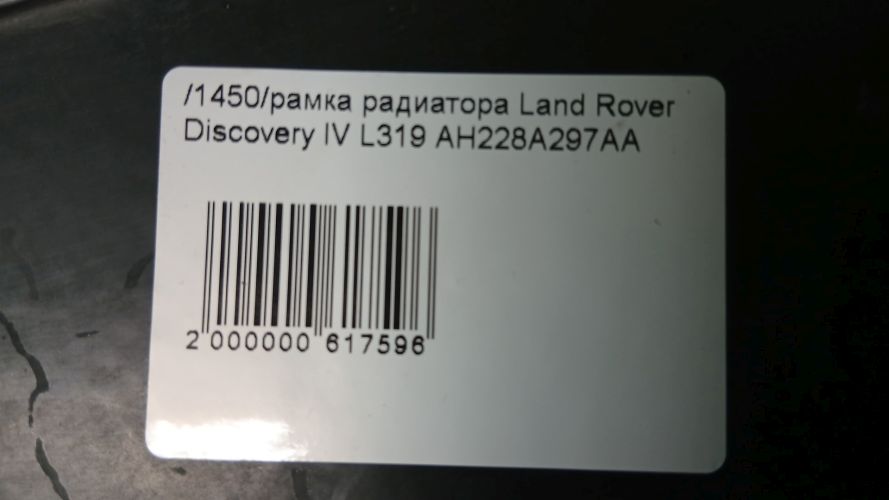 /1450/рамка радиатора Land Rover
Discovery IV L319 AH228A297AA
2 000000 617596